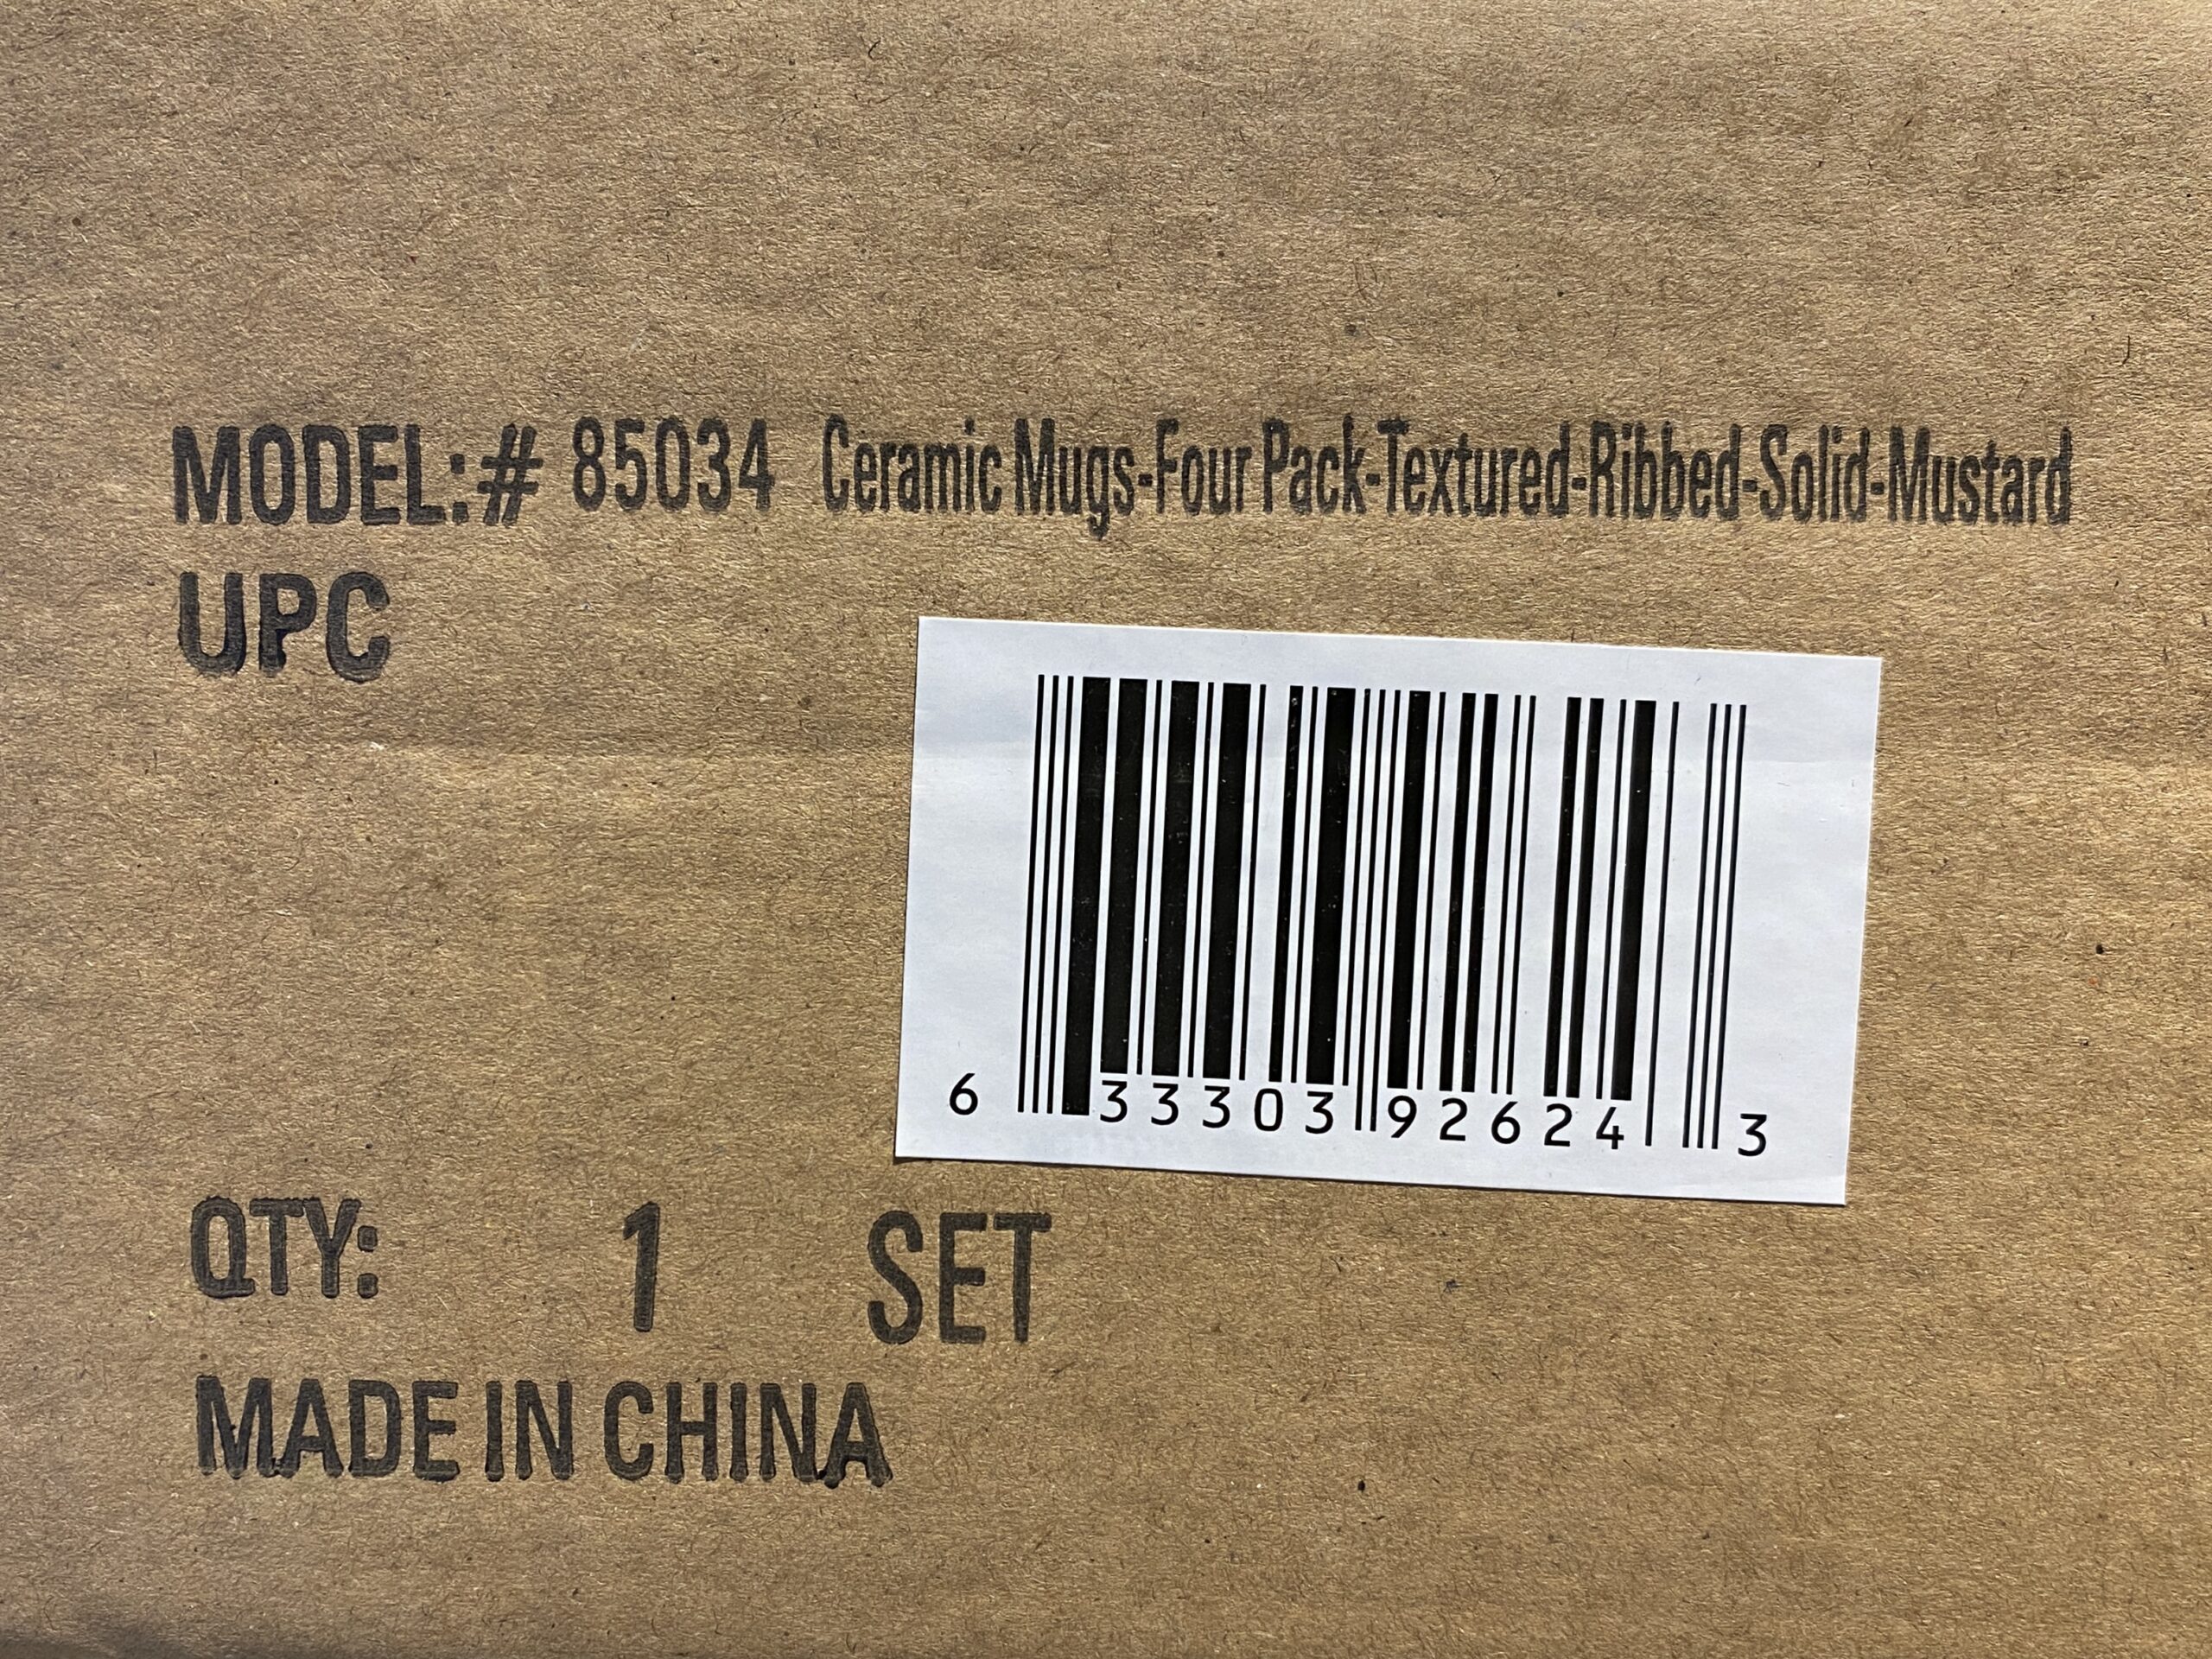 MODEL:# 85034 Ceramic Mugs-Four Pack-Textured-Ribbed-Solid-Mustard
UPC
6 33303 92624 3
QTY: 1 SET
MADE IN CHINA